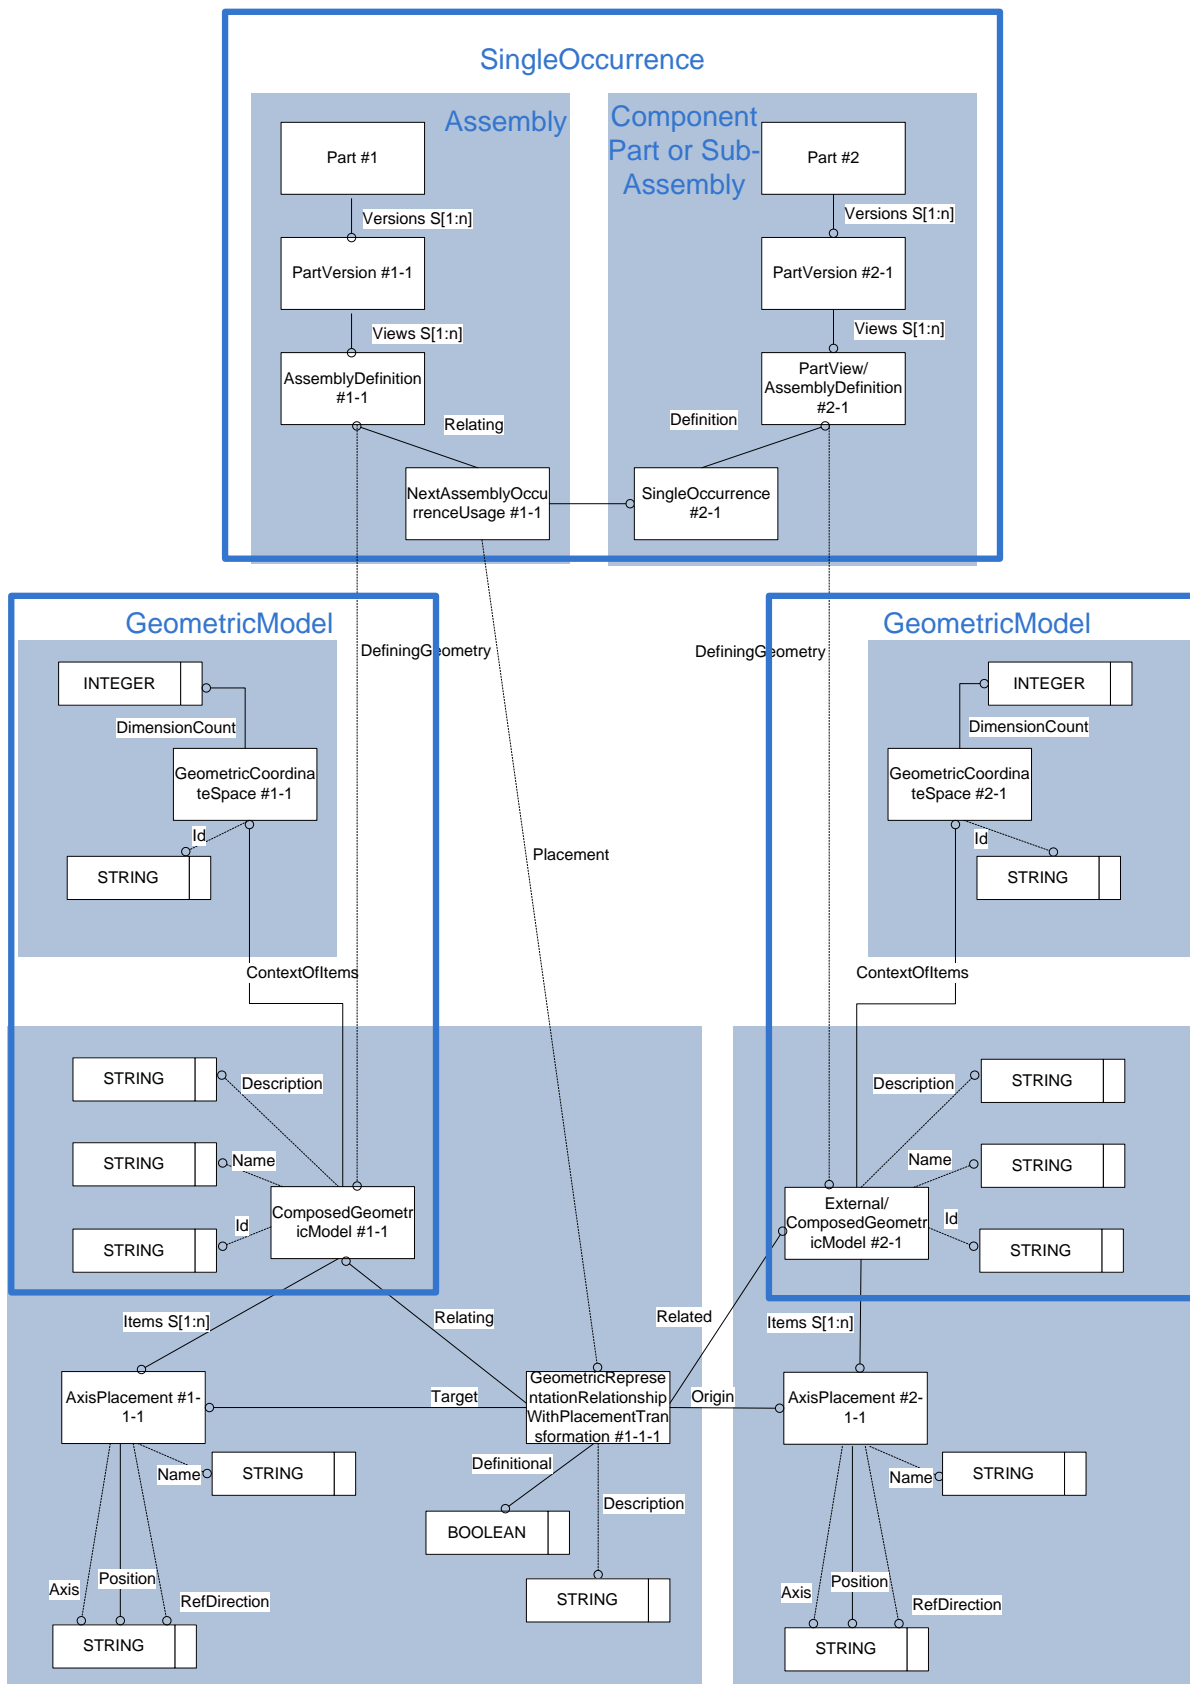 SingleOccurrence
Assembly
Component
Part or Sub-
Assembly
Part #1
Part #2
Versions S[1:n]
Versions S[1:n]
PartVersion #1-1
PartVersion #2-1
Views S[1:n]
Views S[1:n]
AssemblyDefinition
#1-1
PartView/
AssemblyDefinition
#2-1
Relating
Definition
NextAssemblyOccu
rrenceUsage #1-1
SingleOccurrence
#2-1
GeometricModel
GeometricModel
DefiningGeometry
DefiningGeometry
INTEGER
INTEGER
DimensionCount
DimensionCount
GeometricCoordina
teSpace #1-1
GeometricCoordina
teSpace #2-1
Id
Id
STRING
STRING
Placement
ContextOfItems
ContextOfItems
STRING
Description
Description
STRING
STRING
Name
Name
STRING
STRING
Id
ComposedGeometr
icModel #1-1
External/
ComposedGeometr
icModel #2-1
Id
STRING
Items S[1:n]
Relating
Related
Items S[1:n]
AxisPlacement #1-
1-1
Target
GeometricReprese
ntationRelationship
WithPlacementTran
sformation #1-1-1
Origin
AxisPlacement #2-
1-1
Name
STRING
Definitional
Description
Name
STRING
BOOLEAN
STRING
Axis
Position
RefDirection
STRING
Axis
Position
RefDirection
STRING